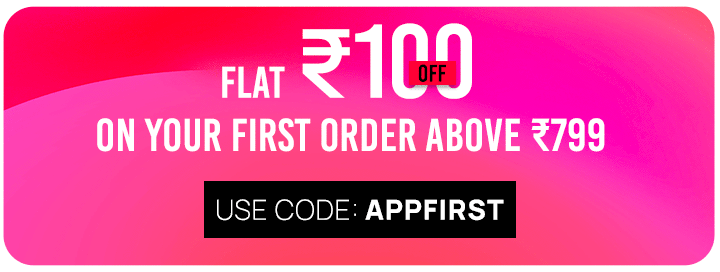 FLAT ₹100
OFF
ON YOUR FIRST ORDER ABOVE ₹799
USE CODE: APPFIRST